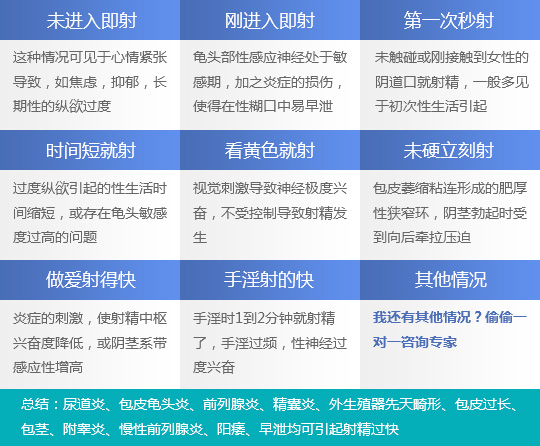 未进入即射
刚进入即射
第一次秒射
这种情况可见于心情紧张
导致，如焦虑，抑郁，长
期性的纵欲过度
龟头部性感应神经处于敏
感期，加之炎症的损伤，
使得在性糊口中易早泄
未触碰或刚接触到女性的
阴道口就射精，一般多见
于初次性生活引起
时间短就射
看黄色就射
未硬立刻射
过度纵欲引起的性生活时
间缩短，或存在龟头敏感
度过高的问题
视觉刺激导致神经极度兴
奋，不受控制导致射精发
生
包皮萎缩粘连形成的肥厚
性狭窄环，阴茎勃起时受
到向后牵拉压迫
做爱射得快
手淫射的快
其他情况
炎症的刺激，使射精中枢
兴奋度降低，或阴茎系带
感应性增高
手淫时1到2分钟就射精
了，手淫过频，性神经过
度兴奋
我还有其他情况？偷偷一
对一咨询专家
总结：尿道炎、包皮龟头炎、前列腺炎，精囊炎、外生殖器先天畸形、包皮过长、
包茎、附睾炎、慢性前列腺炎、阳痿、早泄均可引起射精过快